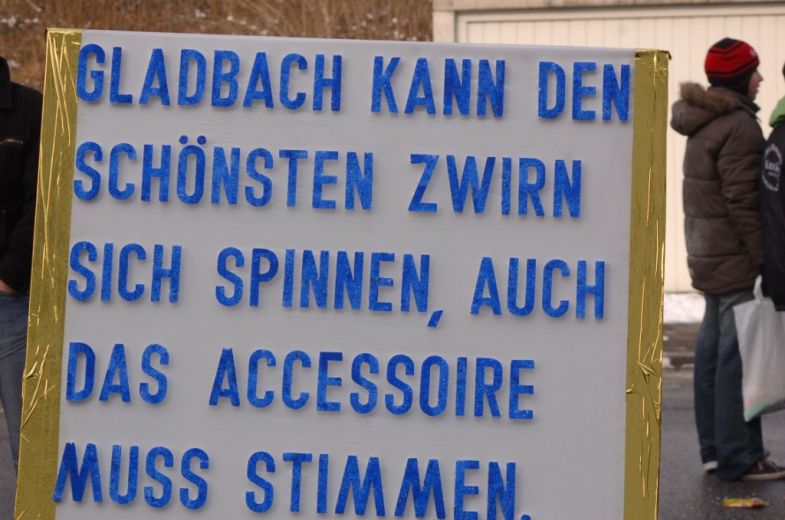 GLADBACH KANN DEN
SCHÖNSTEN ZWIRN
SICH SPINNEN, AUCH
DAS ACCESSOIRE
MUSS STIMMEN.